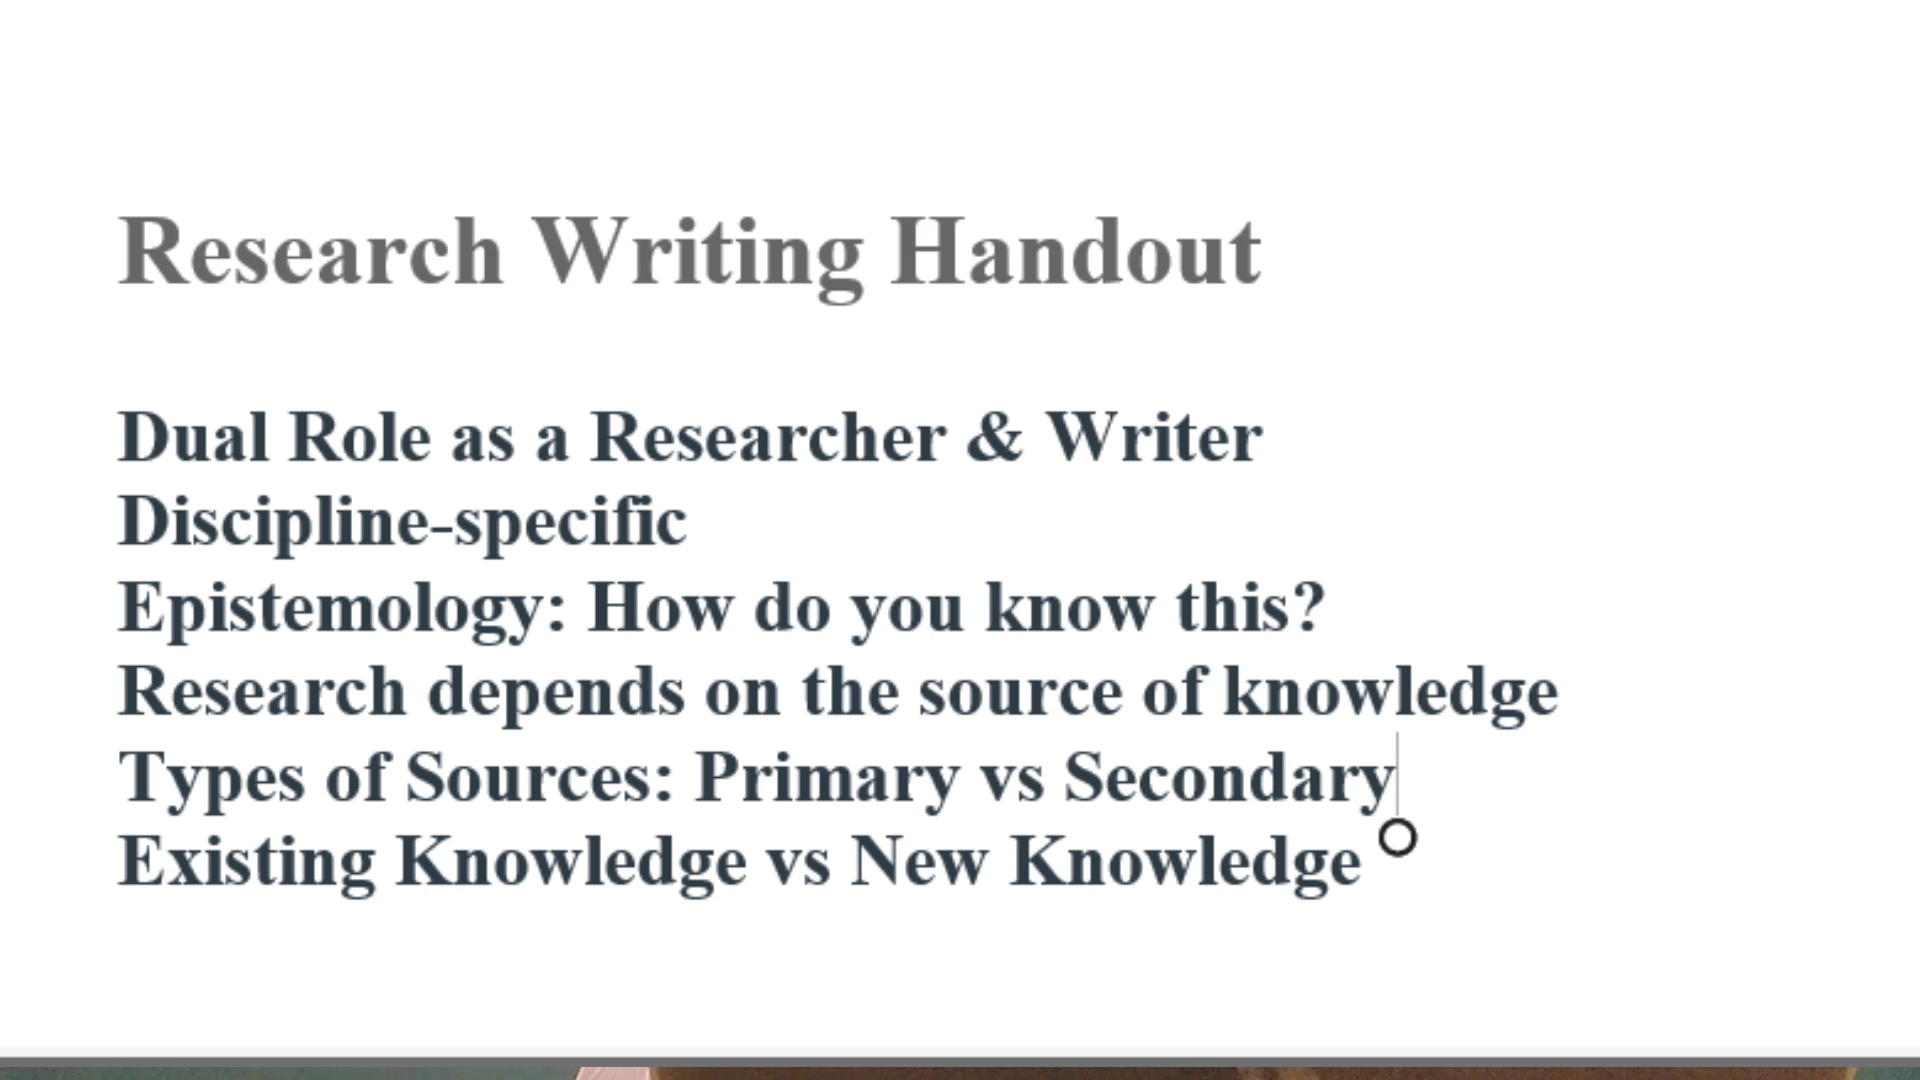 Research Writing Handout
Dual Role as a Researcher & Writer
Discipline-specific
Epistemology: How do you know this?
Research depends on the source of knowledge
Types of Sources: Primary vs Secondary
Existing Knowledge vs New Knowledge